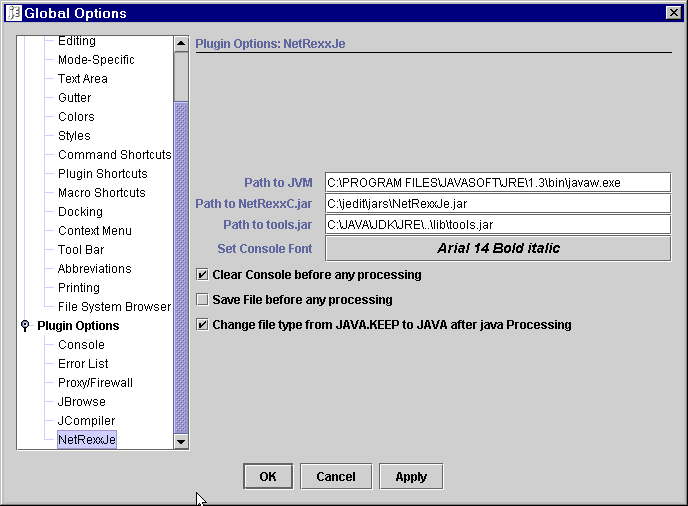 Global Options
Editing
Mode-Specific
Text Area
Gutter
Colors
Styles
Command Shortcuts
Plugin Shortcuts
Macro Shortcuts
Docking
Context Menu
Tool Bar
Abbreviations
Printing
File System Browser
Plugin Options
Console
Error List
Proxy/Firewall
JBrowse
JCompiler
NetRexxJe
Plugin Options: NetRexxJe
Path to JVM C:\PROGRAM FILES\JAVASOFT\JRE\1.3\bin\javaw.exe
Path to NetRexxC.jar C:\jedit\jars\NetRexxJe.jar
Path to tools.jar C:\JAVA\JDK\JRE\..\lib\tools.jar
Set Console Font Arial 14 Bold italic
Clear Console before any processing
Save File before any processing
Change file type from JAVA.KEEP to JAVA after java Processing
OK Cancel Apply